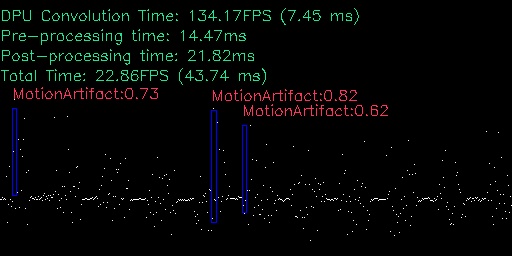 DPU Convolution Time: 134.17FPS (7.45 ms)
Pre-processing time: 14.47ms
Post-processing time: 21.82ms
Total Time: 22.86FPS (43.74 ms)
MotionArtifact:0.73
MotionArtifact:0.82
MotionArtifact:0.62